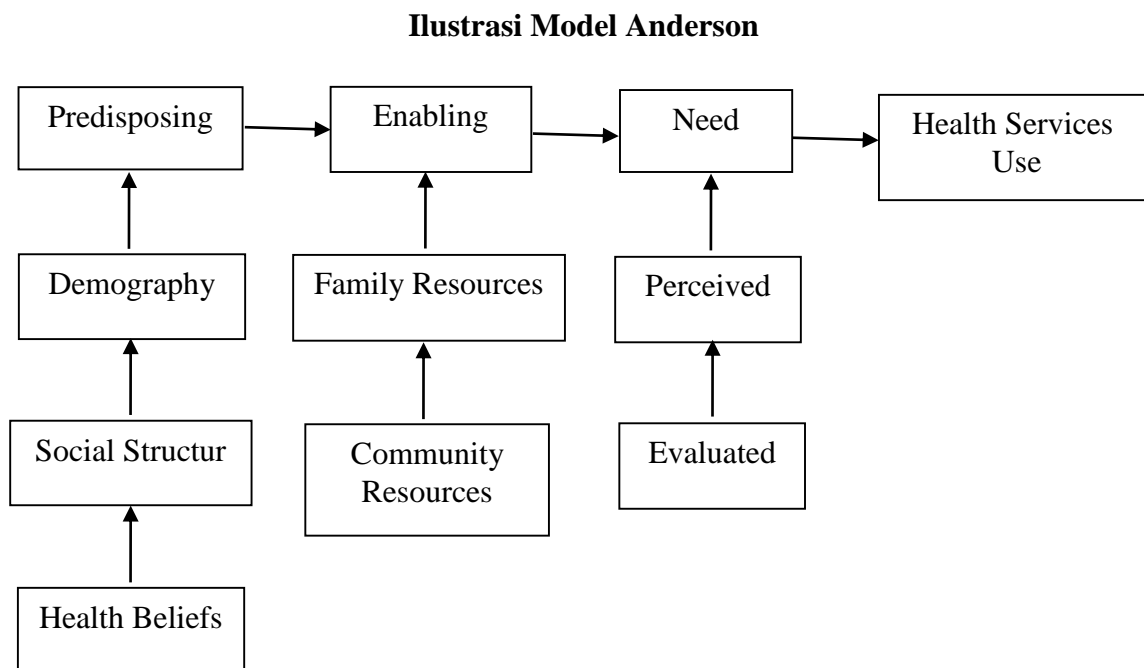 Ilustrasi Model Anderson
Predisposing
Enabling
Need
Health Services
Use
Demography
Family Resources
Perceived
Social Structur
Community
Resources
Evaluated
Health Beliefs